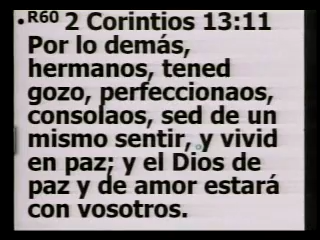 •R60 2 Corintios 13:11
Por lo demás,
hermanos, tened
gozo, perfeccionaos,
consolaos, sed de un
mismo sentir, y vivid
en paz; y el Dios de
paz y de amor estará
con vosotros.